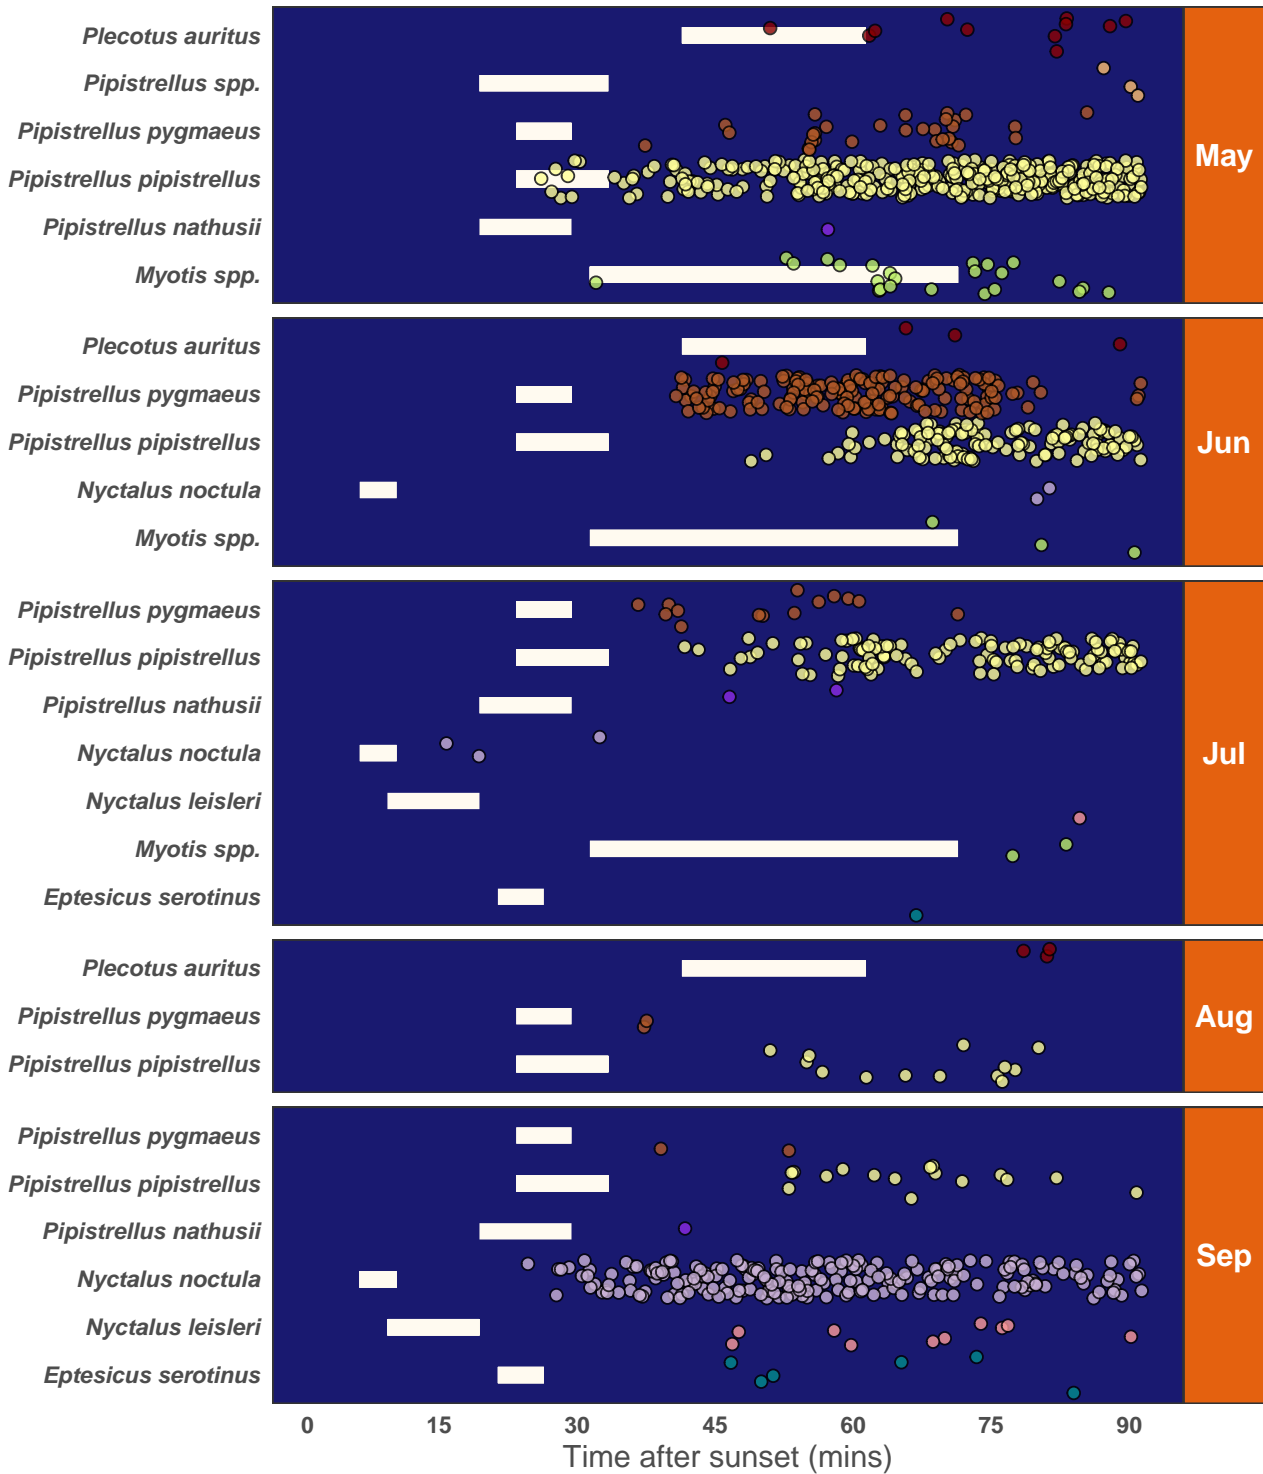 Plecotus auritus
Pipistrellus spp.
Pipistrellus pygmaeus
Pipistrellus pipistrellus
Pipistrellus nathusii
Myotis spp.
May
Plecotus auritus
Pipistrellus pygmaeus
Pipistrellus pipistrellus
Nyctalus noctula
Myotis spp.
Jun
Pipistrellus pygmaeus
Pipistrellus pipistrellus
Pipistrellus nathusii
Nyctalus noctula
Nyctalus leisleri
Myotis spp.
Eptesicus serotinus
Jul
Plecotus auritus
Pipistrellus pygmaeus
Pipistrellus pipistrellus
Aug
Pipistrellus pygmaeus
Pipistrellus pipistrellus
Pipistrellus nathusii
Nyctalus noctula
Nyctalus leisleri
Eptesicus serotinus
Sep
0 15 30 45 60 75 90
Time after sunset (mins)